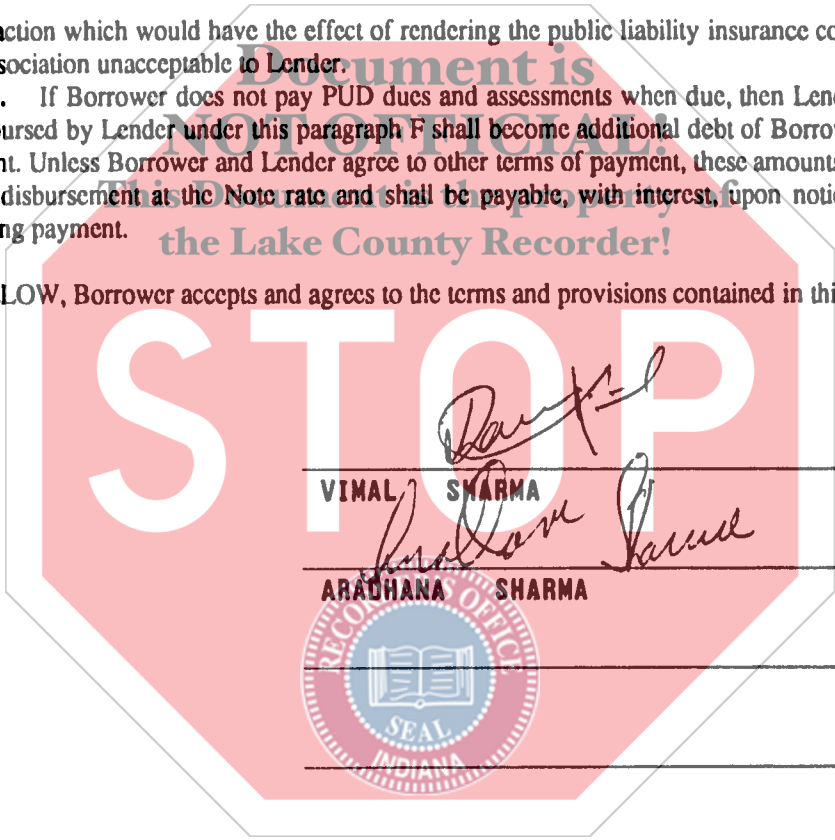 action which would have the effect of rendering the public liability insurance co
sociation unacceptable to Lender.
Document is
. If Borrower does not pay PUD dues and assessments when due, then Len
NOT OFFICIAL!
ursed by Lender under this paragraph F shall become additional debt of Borro
nt. Unless Borrower and Lender agree to other terms of payment, these amounts
This Document is the property of
disbursement at the Note rate and shall be payable, with interest, upon noti
ng payment.
the Lake County Recorder!
LOW, Borrower accepts and agrees to the terms and provisions contained in thi
STOP
VIMAL SHARMA
ARADHANA SHARMA
RECORDER'S OFFICE
SEAL
INDIANA